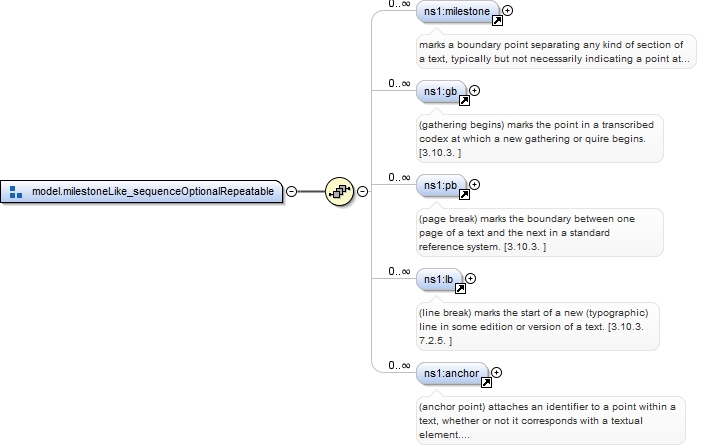 0..∞
ns1:milestone
marks a boundary point separating any kind of section of
a text, typically but not necessarily indicating a point at...
0..∞
ns1:gb
(gathering begins) marks the point in a transcribed
codex at which a new gathering or quire begins.
[3.10.3. ]
0..∞
ns1:pb
model.milestoneLike_sequenceOptionalRepeatable
(page break) marks the boundary between one
page of a text and the next in a standard
reference system. [3.10.3. ]
0..∞
ns1:lb
(line break) marks the start of a new (typographic)
line in some edition or version of a text. [3.10.3.
7.2.5. ]
0..∞
ns1:anchor
(anchor point) attaches an identifier to a point within a
text, whether or not it corresponds with a textual
element....